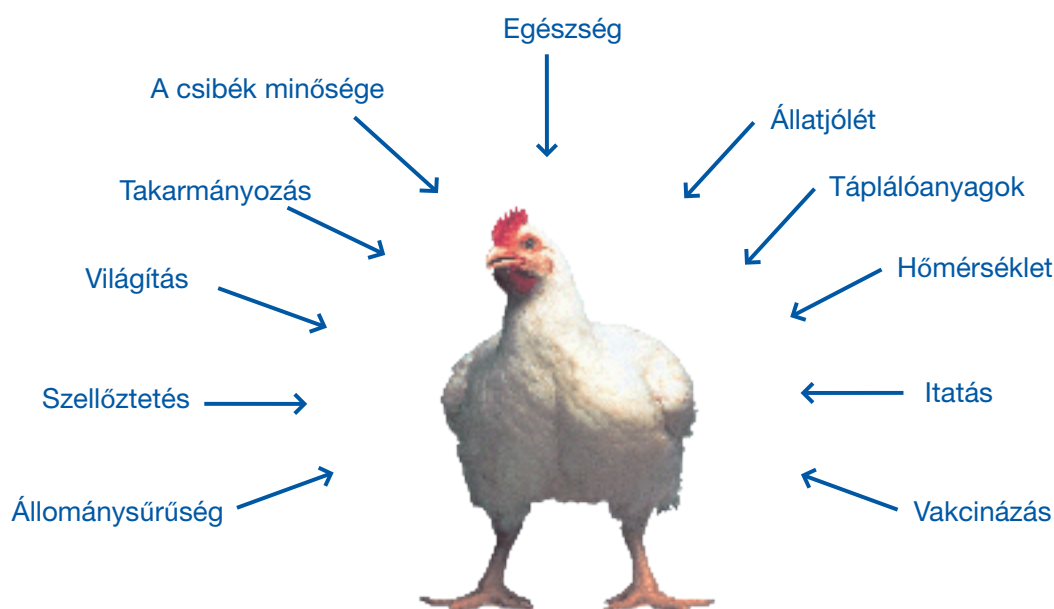 Egészség
A csibék minősége
Állatjólét
Takarmányozás
Táplálóanyagok
Világítás
Hőmérséklet
Szellőztetés
Itatás
Állománysűrűség
Vakcinázás